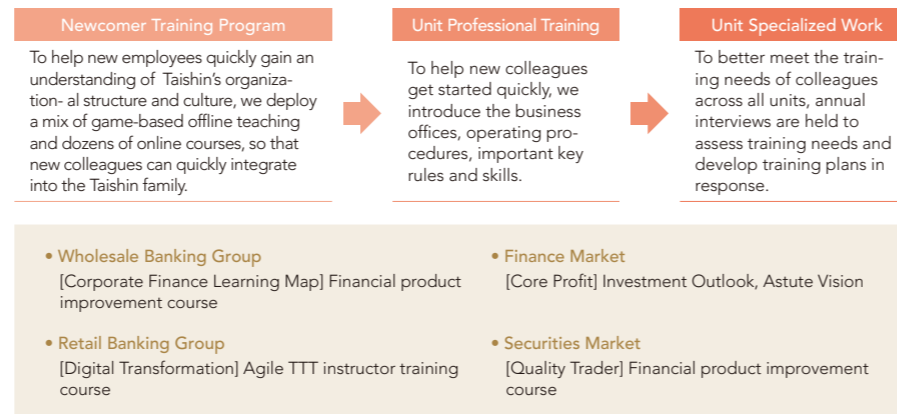 Newcomer Training Program
To help new employees quickly gain an
understanding of Taishin's organiza-
tion- al structure and culture, we deploy
a mix of game-based offline teaching
and dozens of online courses, so that
new colleagues can quickly integrate
into the Taishin family.
Unit Professional Training
To help new colleagues
get started quickly, we
introduce the business
offices, operating pro-
cedures, important key
rules and skills.
Unit Specialized Work
To better meet the train-
ing needs of colleagues
across all units, annual
interviews are held to
assess training needs and
develop training plans in
response.
• Wholesale Banking Group
[Corporate Finance Learning Map] Financial product
improvement course
• Finance Market
[Core Profit] Investment Outlook, Astute Vision
• Retail Banking Group
[Digital Transformation] Agile TTT instructor training
course
• Securities Market
[Quality Trader] Financial product improvement
course